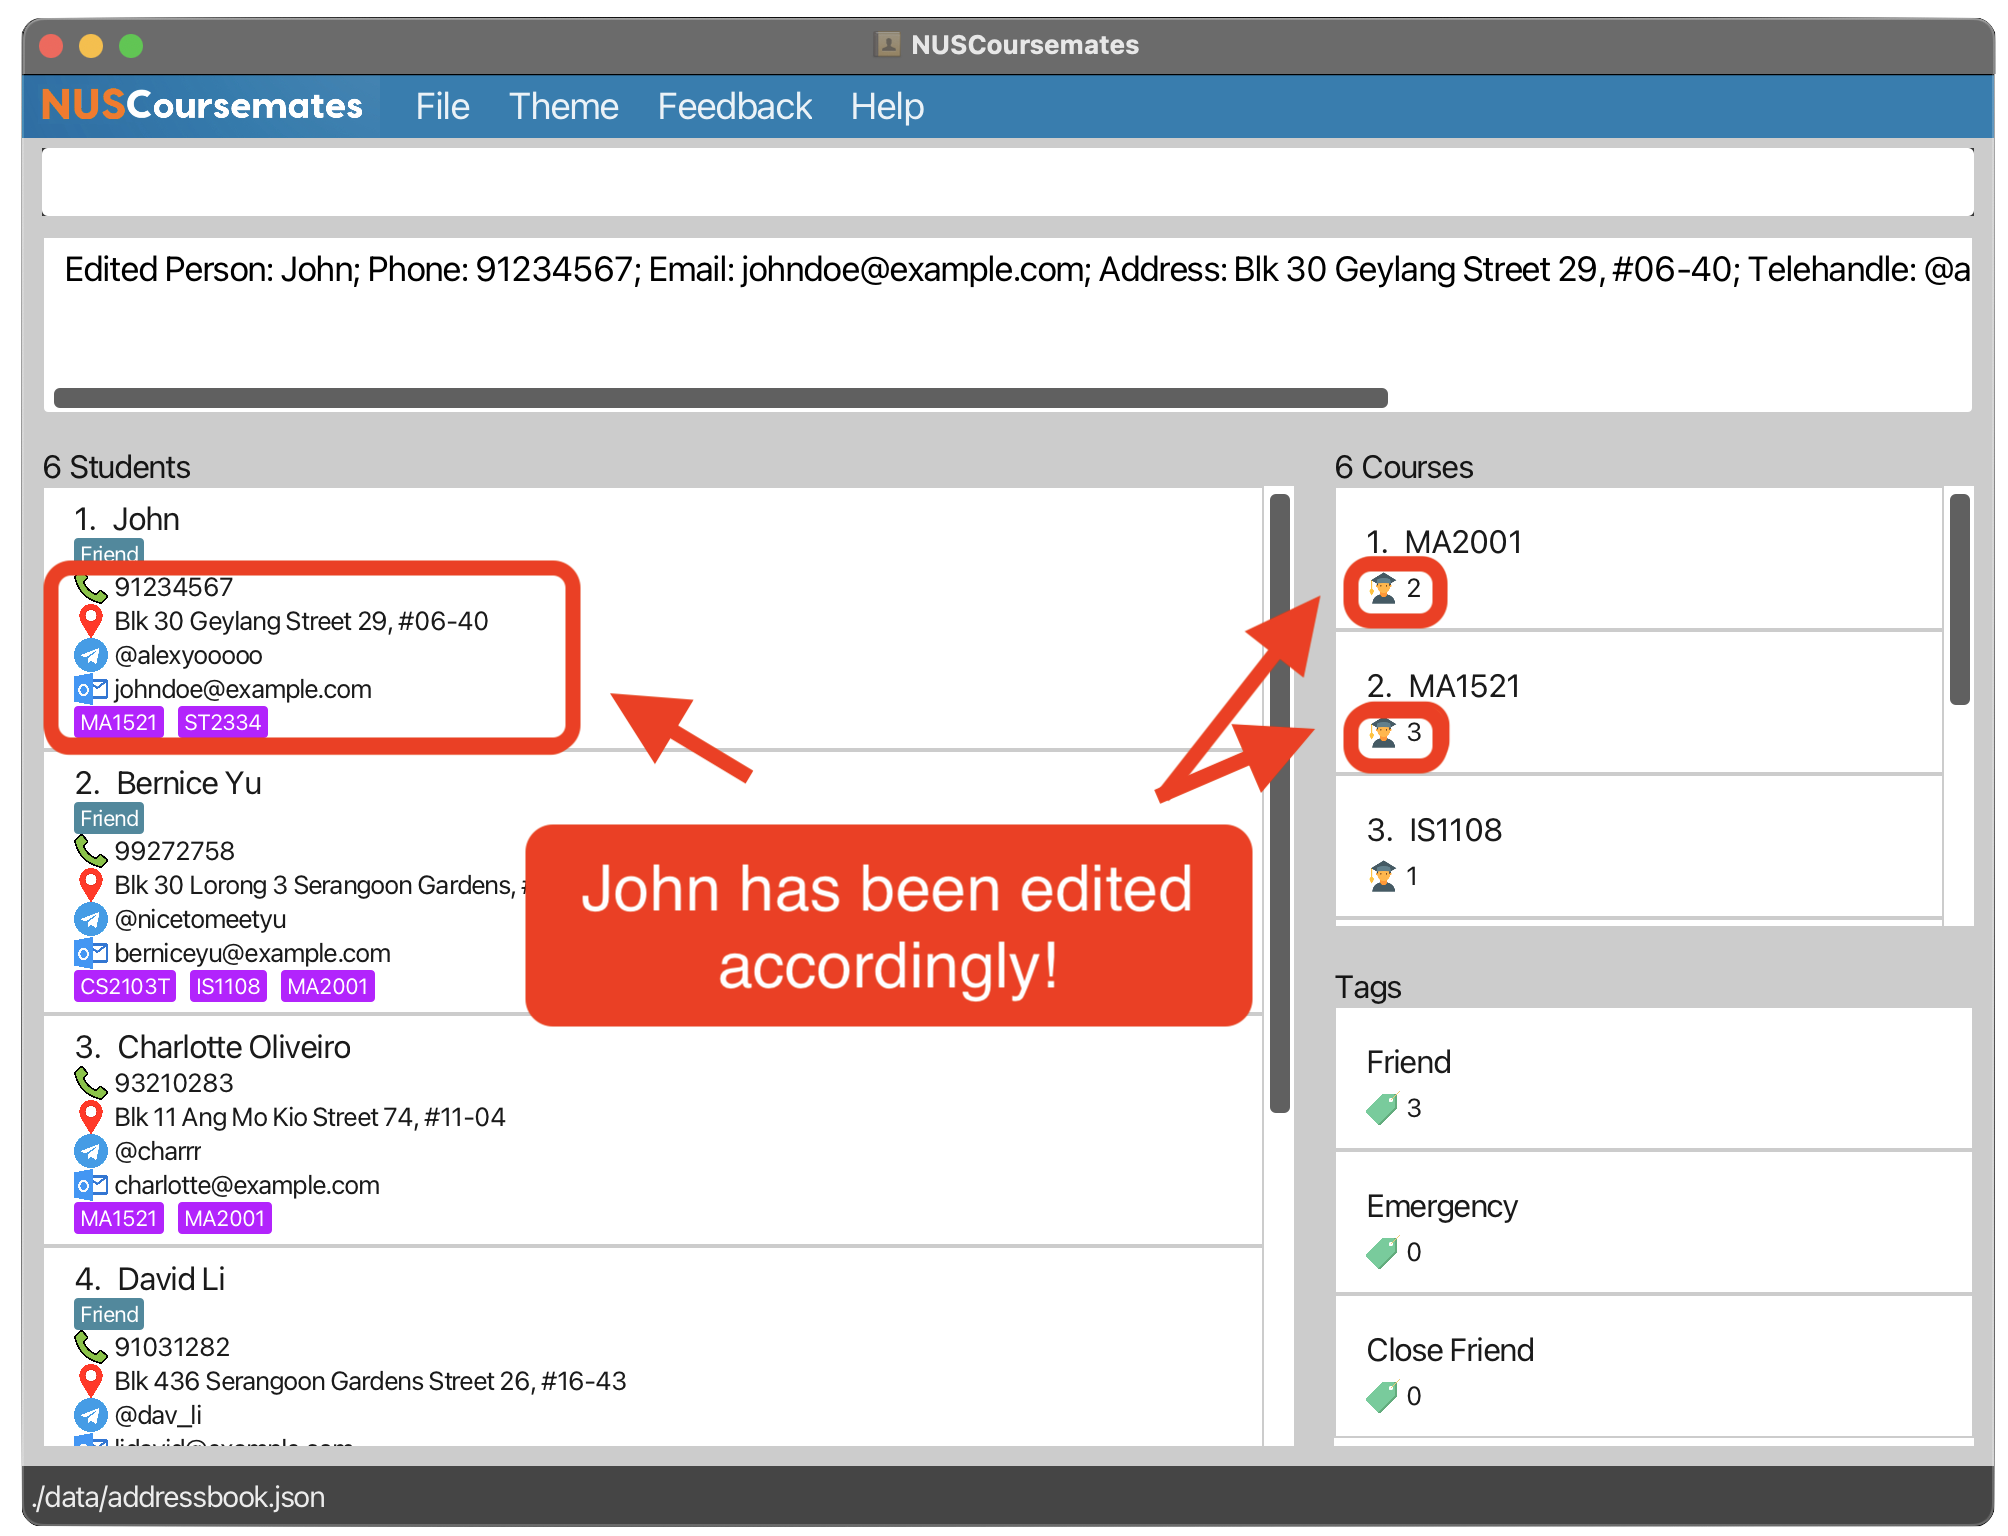 NUSCoursemates
NUSCoursemates File Theme Feedback Help
Edited Person: John; Phone: 91234567; Email: johndoe@example.com; Address: Blk 30 Geylang Street 29, #06-40; Telehandle: @a
6 Students
1. John
Friend
91234567
Blk 30 Geylang Street 29, #06-40
@alexyooooo
johndoe@example.com
MA1521 ST2334
2. Bernice Yu
Friend
99272758
Blk 30 Lorong 3 Serangoon Gardens,
@nicetomeetyu
berniceyu@example.com
CS2103T IS1108 MA2001
3. Charlotte Oliveiro
93210283
Blk 11 Ang Mo Kio Street 74, #11-04
@charrr
charlotte@example.com
MA1521 MA2001
4. David Li
Friend
91031282
Blk 436 Serangoon Gardens Street 26, #16-43
@dav_li
lidavid@example.com
John has been edited
accordingly!
6 Courses
1. MA2001
2
2. MA1521
3
3. IS1108
1
Tags
Friend
3
Emergency
0
Close Friend
0
./data/addressbook.json